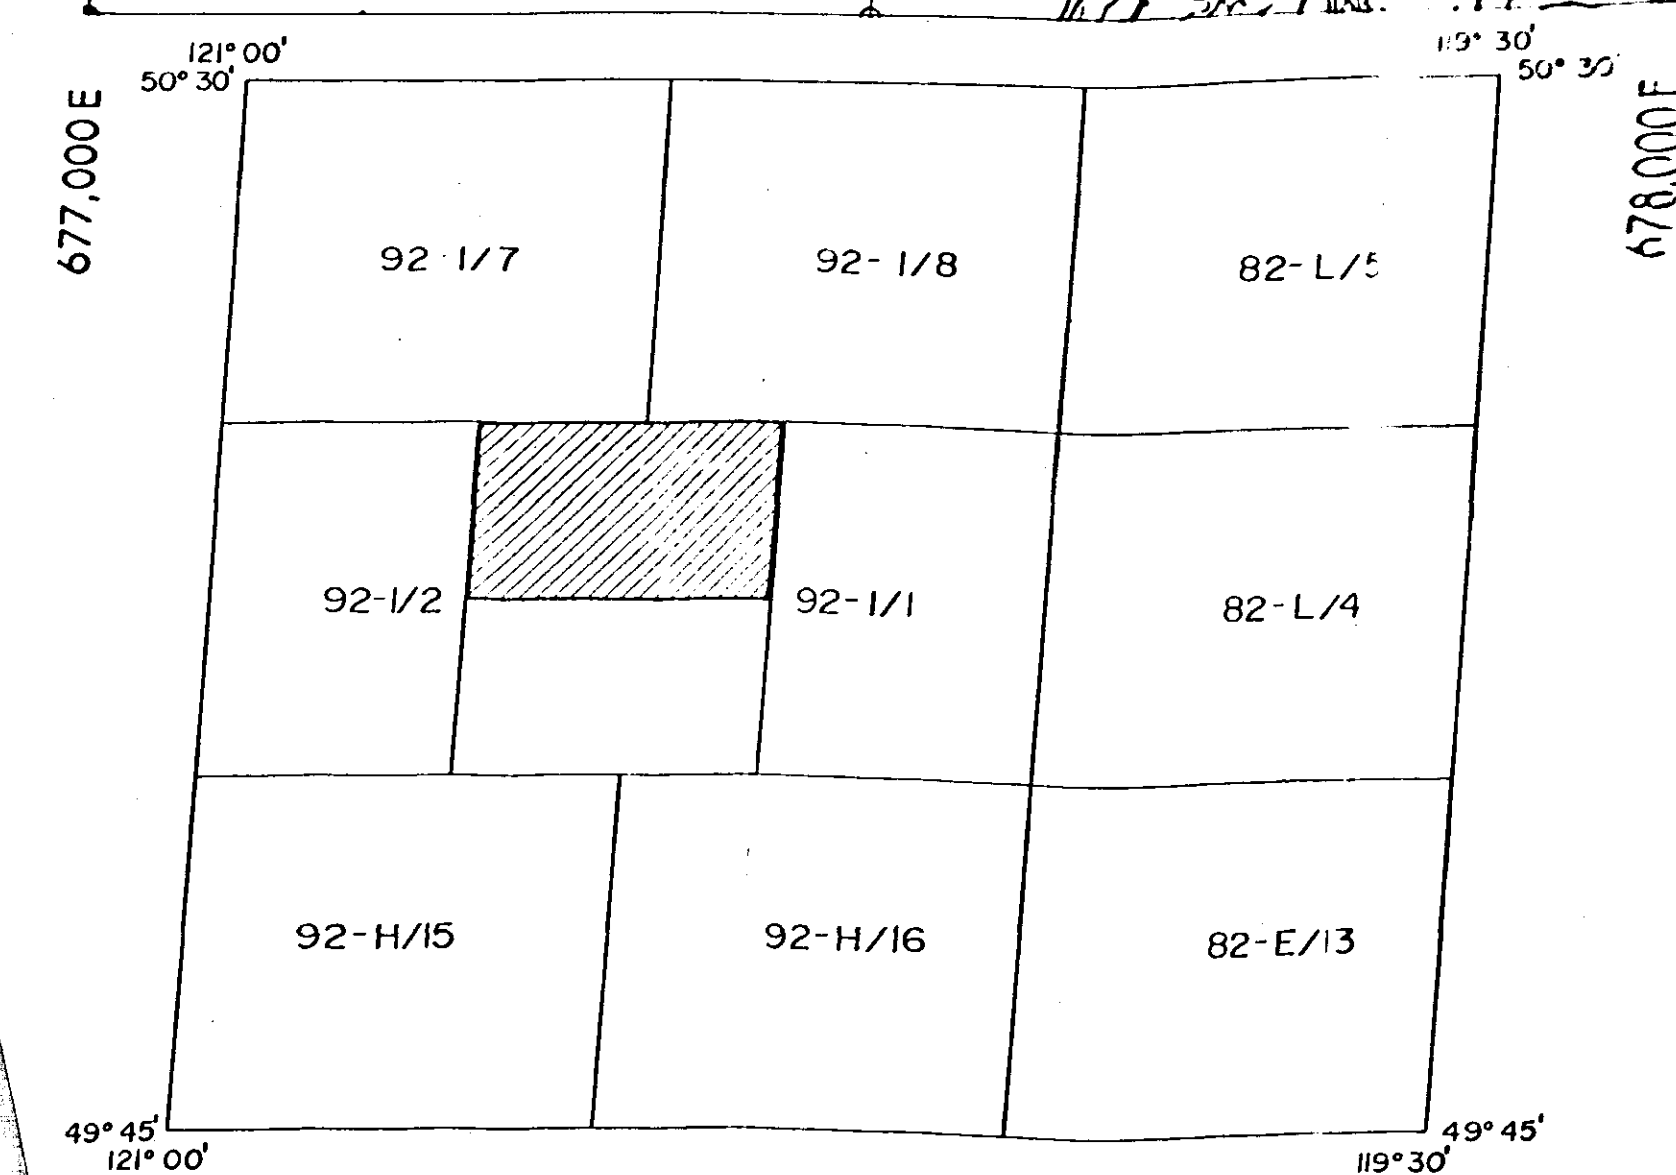 121° 00'
119° 30'
50° 30'
50° 30'
677,000 E
678,000 E
92-I/7
92-I/8
82-L/5
92-I/2
92-I/1
82-L/4
92-H/15
92-H/16
82-E/13
49° 45'
49° 45'
121° 00'
119° 30'